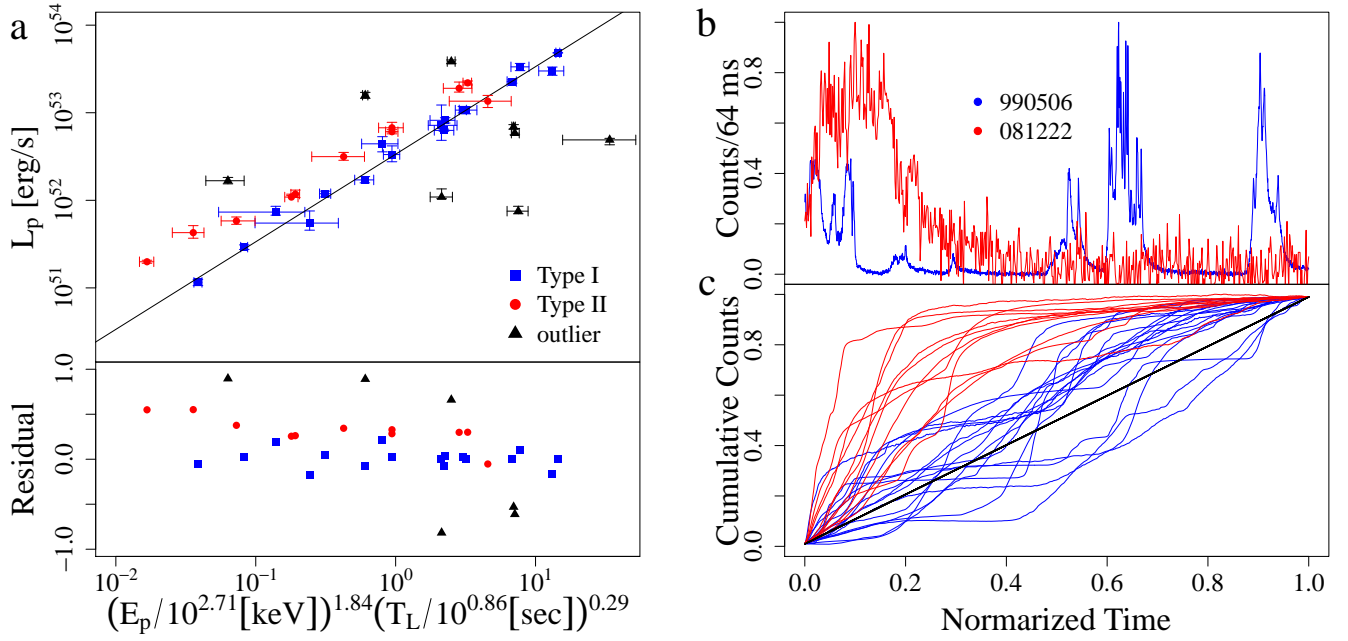 a
10^54
10^53
10^52
10^51
L_p [erg/s]
Type I
Type II
outlier
1.0
0.0
−1.0
Residual
10^−2
10^−1
10^0
10^1
(E_p/10^2.71[keV])^1.84(T_L/10^0.86[sec])^0.29
b
0.8
0.4
0.0
Counts/64 ms
990506
081222
c
0.8
0.4
0.0
Cumulative Counts
0.0
0.2
0.4
0.6
0.8
1.0
Normarized Time